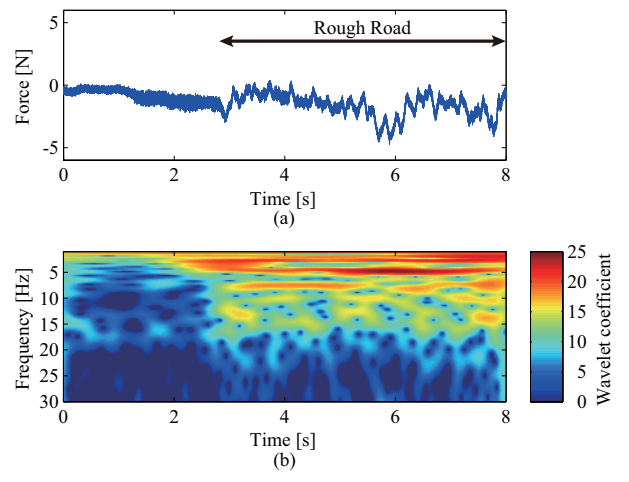 5
Rough Road
0
Force [N]
-5
0 2 4 6 8
Time [s]
(a)
5
10
15
20
25
30
Frequency [Hz]
0 2 4 6 8
Time [s]
(b)
25
20
15
10
5
0
Wavelet coefficient